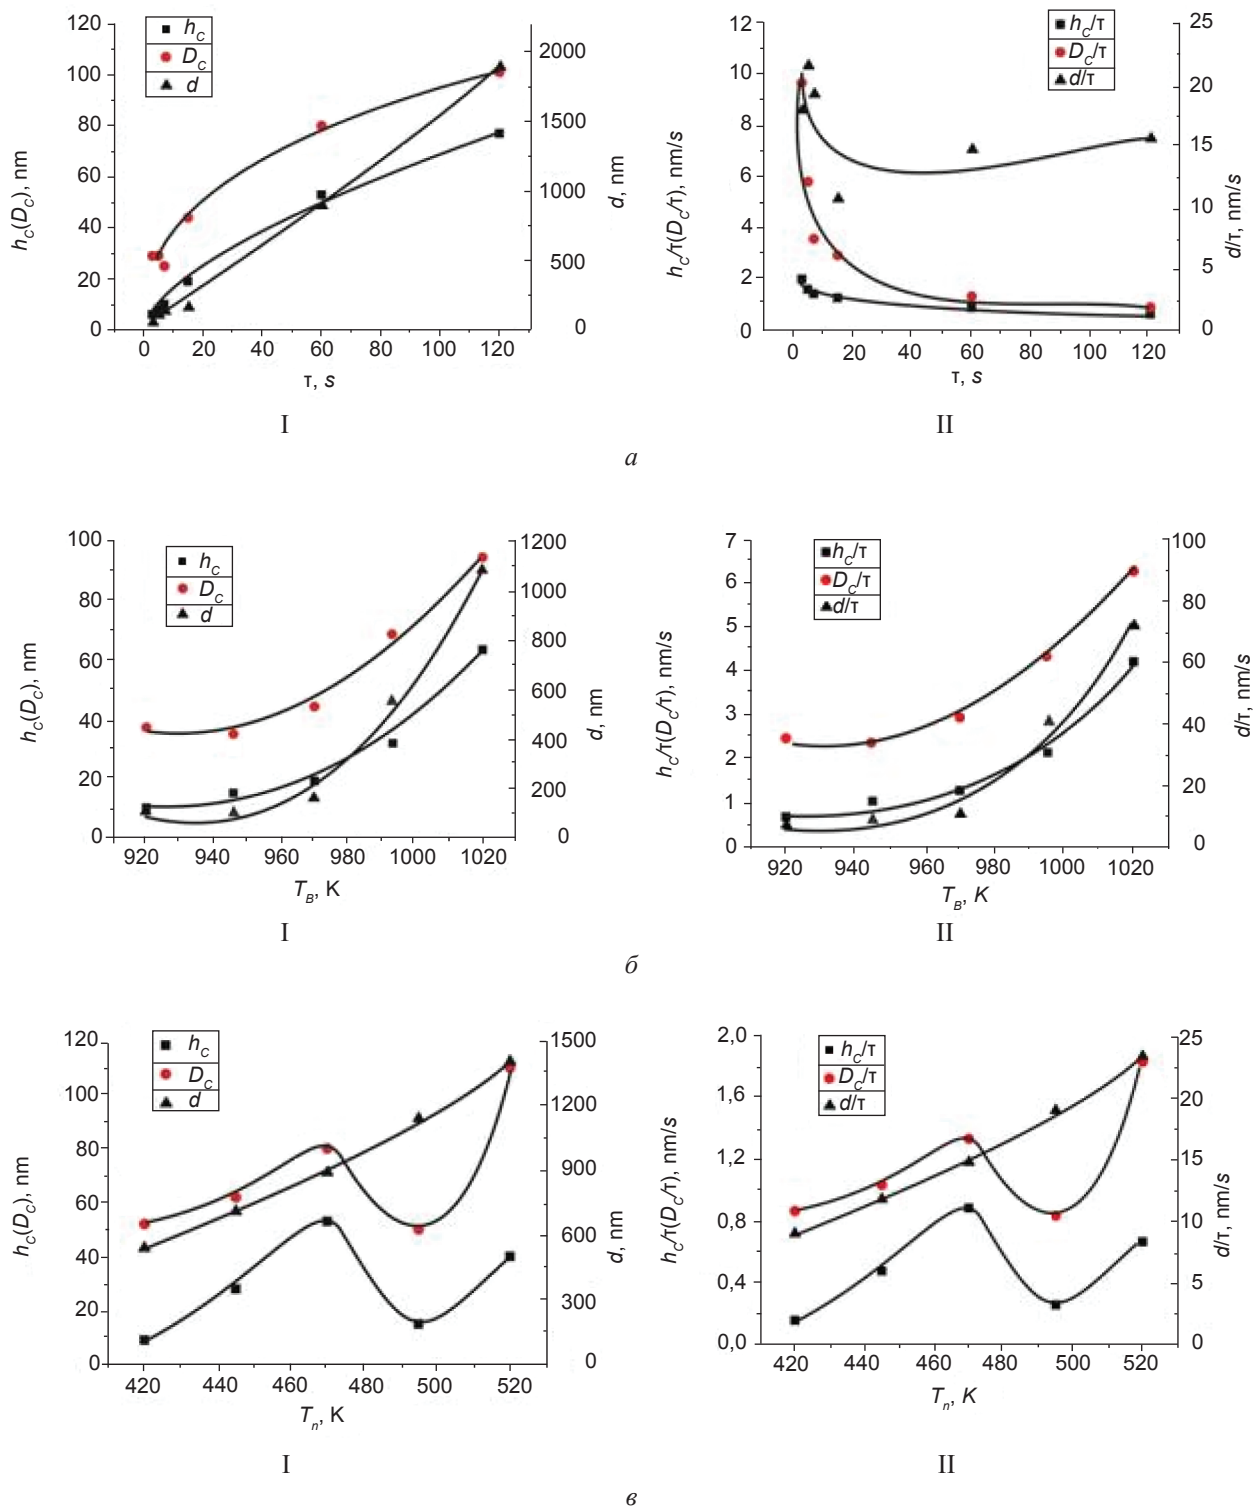 120
100
80
60
40
20
0
h_C(D_C), nm
h_C
D_C
d
2000
1500
1000
500
0
d, nm
0 20 40 60 80 100 120
τ, s
I
12
10
8
6
4
2
0
h_C/τ(D_C/τ), nm/s
h_C/τ
D_C/τ
d/τ
25
20
15
10
5
0
d/τ, nm/s
0 20 40 60 80 100 120
τ, s
II
а
100
80
60
40
20
0
h_C(D_C), nm
h_C
D_C
d
1200
1000
800
600
400
200
0
d, nm
920 940 960 980 1000 1020
T_B, K
I
7
6
5
4
3
2
1
0
h_C/τ(D_C/τ), nm/s
h_C/τ
D_C/τ
d/τ
100
80
60
40
20
0
d/τ, nm/s
920 940 960 980 1000 1020
T_B, K
II
б
120
100
80
60
40
20
0
h_C(D_C), nm
h_C
D_C
d
1500
1200
900
600
300
0
d, nm
420 440 460 480 500 520
T_n, K
I
2,0
1,6
1,2
0,8
0,4
0,0
h_C/τ(D_C/τ), nm/s
h_C/τ
D_C/τ
d/τ
25
20
15
10
5
0
d/τ, nm/s
420 440 460 480 500 520
T_n, K
II
в